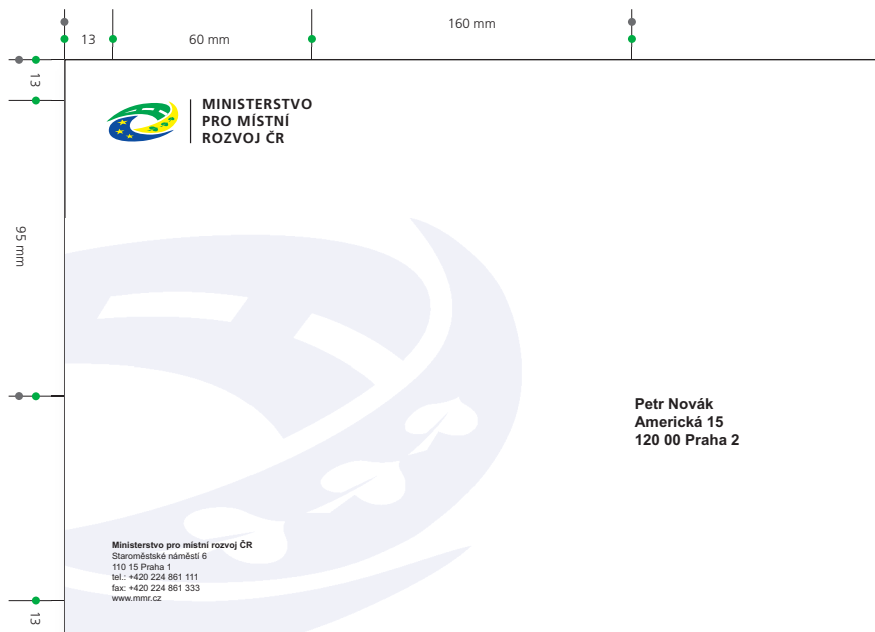 160 mm
13
60 mm
13
MINISTERSTVO
PRO MÍSTNÍ
ROZVOJ ČR
95 mm
Petr Novák
Americká 15
120 00 Praha 2
Ministerstvo pro místní rozvoj ČR
Staroměstské náměstí 6
110 15 Praha 1
tel.: +420 224 861 111
fax: +420 224 861 333
www.mmr.cz
13